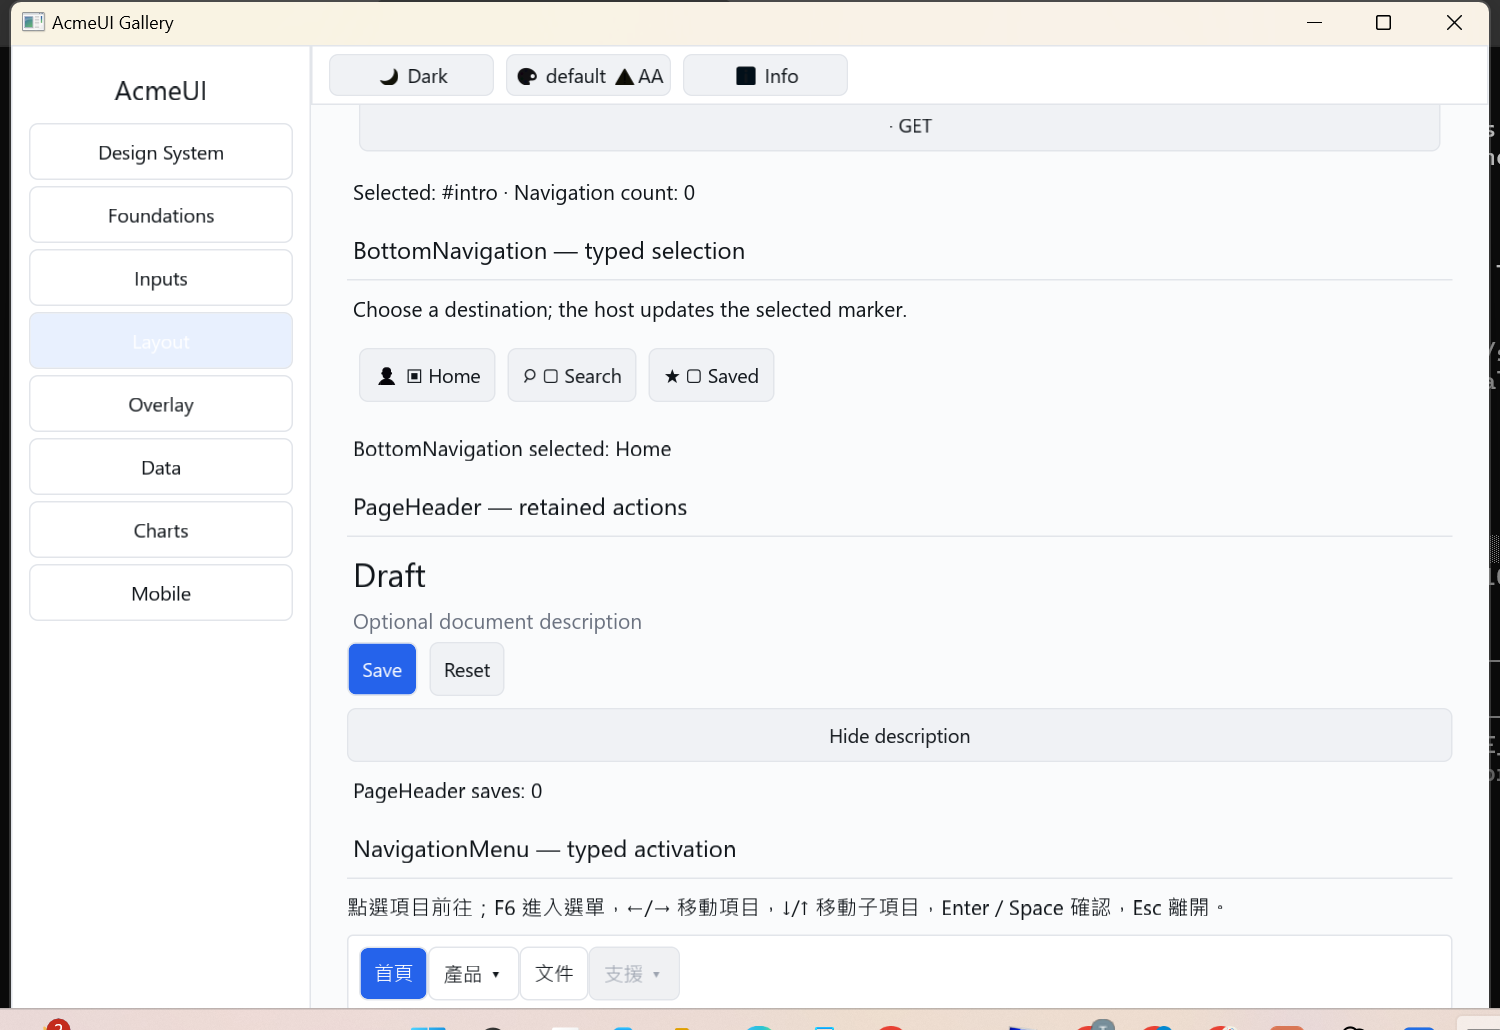 AcmeUI Gallery
AcmeUI
Dark
default ▲AA
Info
Design System
Foundations
Inputs
Layout
Overlay
Data
Charts
Mobile
· GET
Selected: #intro · Navigation count: 0
BottomNavigation — typed selection
Choose a destination; the host updates the selected marker.
Home
Search
Saved
BottomNavigation selected: Home
PageHeader — retained actions
Draft
Optional document description
Save
Reset
Hide description
PageHeader saves: 0
NavigationMenu — typed activation
點選項目前往；F6 進入選單，←/→ 移動項目，↓/↑ 移動子項目，Enter / Space 確認，Esc 離開。
首頁
產品 ▾
文件
支援 ▾
2